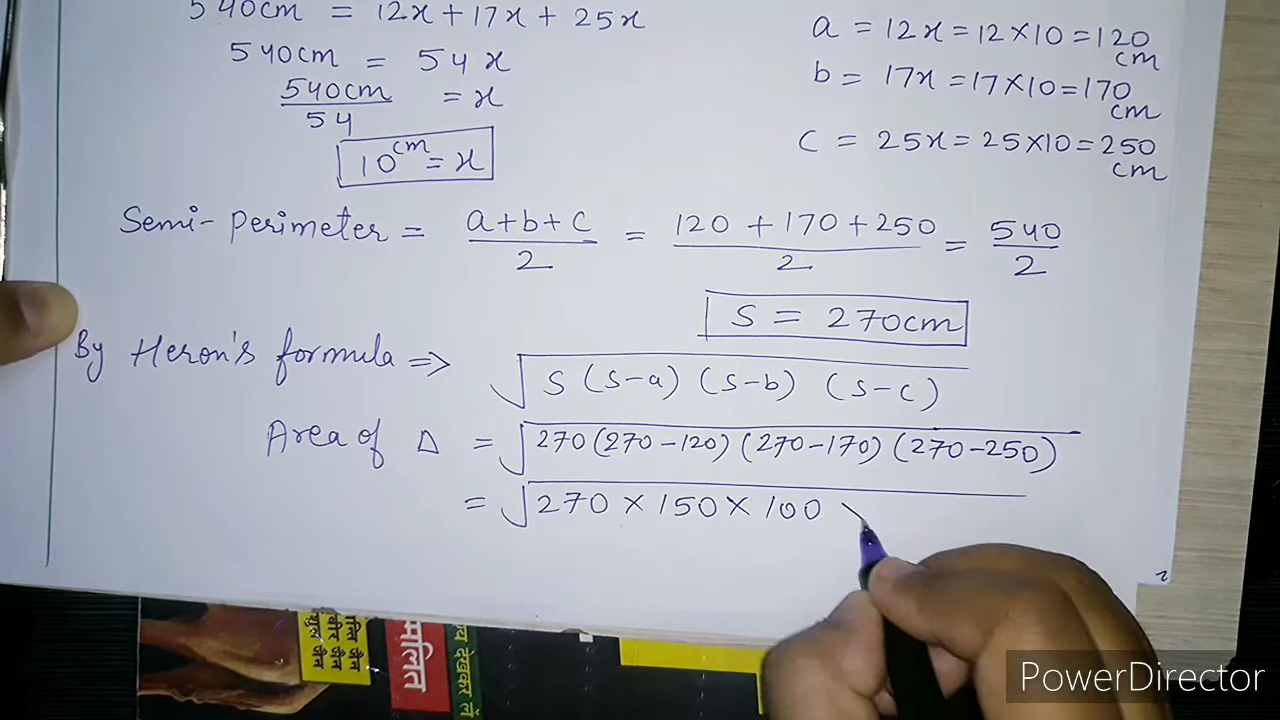 540cm = 12x + 17x + 25x
540cm = 54x
540cm/54 = x
10cm = x
a = 12x = 12×10 = 120 cm
b = 17x = 17×10 = 170 cm
c = 25x = 25×10 = 250 cm
Semi-Perimeter = a+b+c/2 = 120+170+250/2 = 540/2
S = 270cm
By Heron's formula => √S(S-a)(S-b)(S-c)
Area of Δ = √270(270-120)(270-170)(270-250)
= √270×150×100
मलित
PowerDirector